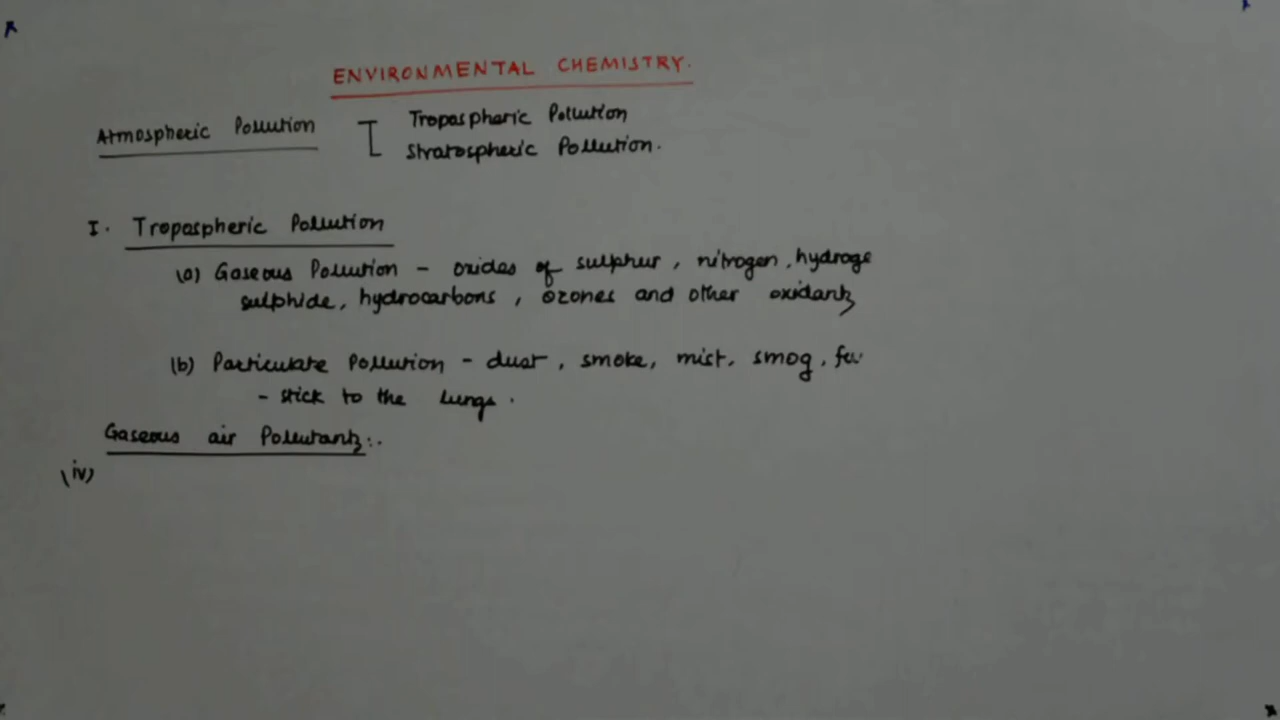 ENVIRONMENTAL CHEMISTRY.
Atmospheric Pollution
Tropospheric Pollution
Stratospheric Pollution.
I. Tropospheric Pollution
(a) Gaseous Pollution - oxides of sulphur, nitrogen, hydroge
sulphide, hydrocarbons, ozones and other oxidants
(b) Particulate Pollution - dust, smoke, mist, smog,
- stick to the lungs.
Gaseous air Pollutants:.
(iv)